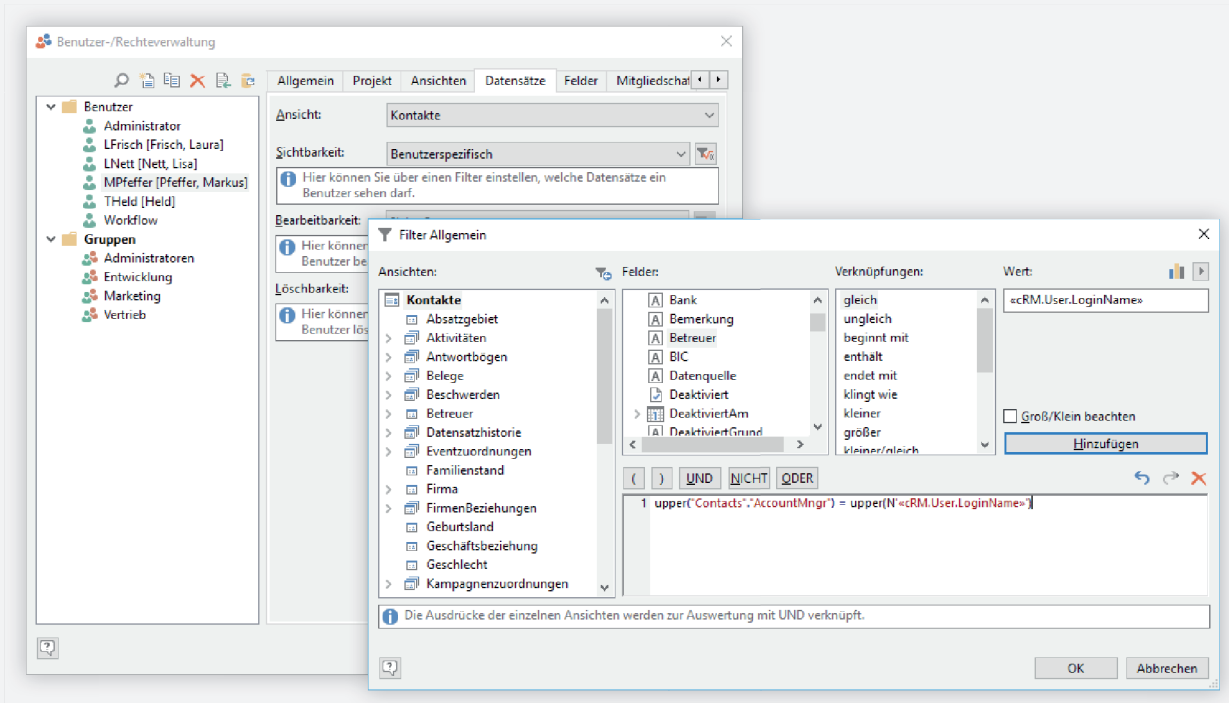 Benutzer-/Rechteverwaltung
Allgemein Projekt Ansichten Datensätze Felder
Benutzer
Administrator
LFrisch [Frisch, Laura]
LNett [Nett, Lisa]
MPfeffer [Pfeffer, Markus]
THeld [Held]
Workflow
Gruppen
Administratoren
Entwicklung
Marketing
Vertrieb
Ansicht: Kontakte
Sichtbarkeit: Benutzerspezifisch
Hier können Sie über einen Filter einstellen, welche Datensätze ein
Benutzer sehen darf.
Bearbeitbarkeit:
Hier können
Benutzer be
Löschbarkeit:
Hier können
Benutzer lös
Filter Allgemein
Ansichten:
Kontakte
Absatzgebiet
Aktivitäten
Antwortbögen
Belege
Beschwerden
Betreuer
Datensatzhistorie
Eventzuordnungen
Familienstand
Firma
FirmenBeziehungen
Geburtsland
Geschäftsbeziehung
Geschlecht
Kampagnenzuordnungen
Felder:
Bank
Bemerkung
Betreuer
BIC
Datenquelle
Deaktiviert
DeaktiviertAm
DeaktiviertGrund
Verknüpfungen:
gleich
ungleich
beginnt mit
enthält
endet mit
klingt wie
kleiner
größer
kleiner/gleich
Wert:
«cRM.User.LoginName»
Groß/Klein beachten
Hinzufügen
( ) UND NICHT ODER
1 upper("Contacts"."AccountMngr") = upper(N'«cRM.User.LoginName»')
Die Ausdrücke der einzelnen Ansichten werden zur Auswertung mit UND verknüpft.
OK Abbrechen